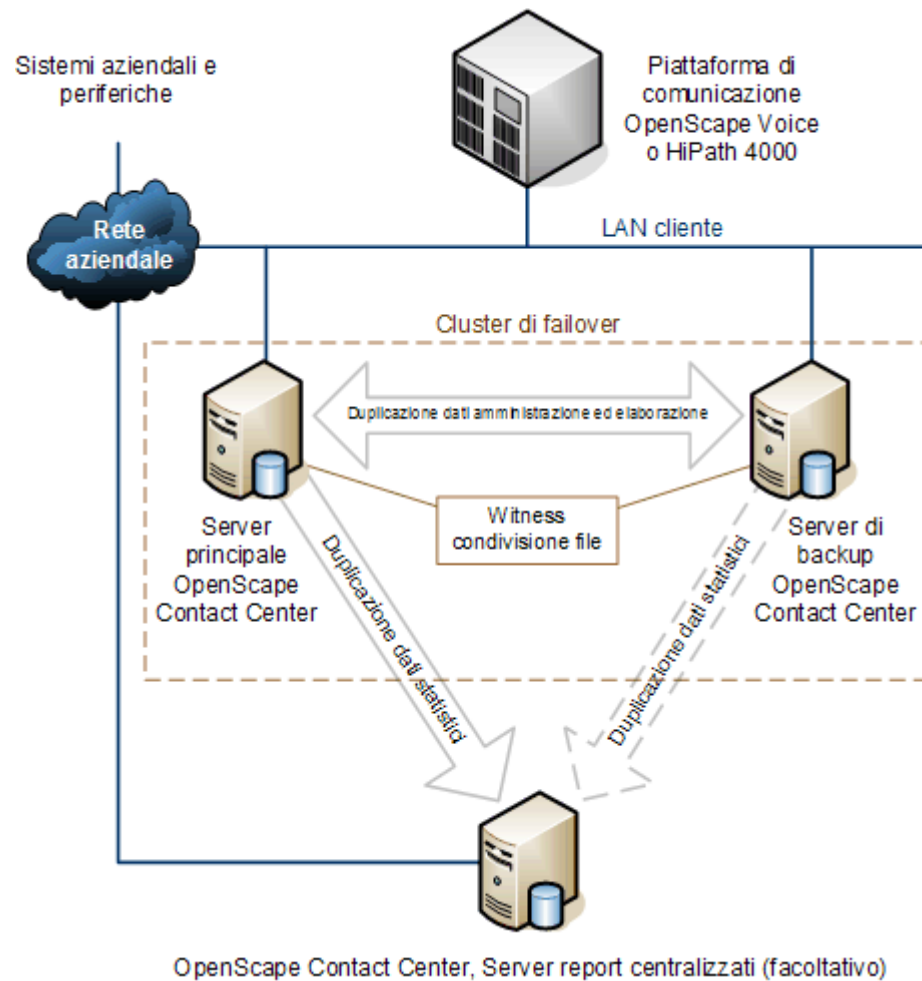 Sistemi aziendali e
periferiche
Piattaforma di
comunicazione
OpenScape Voice
o HiPath 4000
Rete
aziendale
LAN cliente
Cluster di failover
Duplicazione dati amministrazione ed elaborazione
Witness
condivisione file
Server
principale
OpenScape
Contact Center
Server di
backup
OpenScape
Contact Center
Duplicazione dati statistici
Duplicazione dati statistici
OpenScape Contact Center, Server report centralizzati (facoltativo)